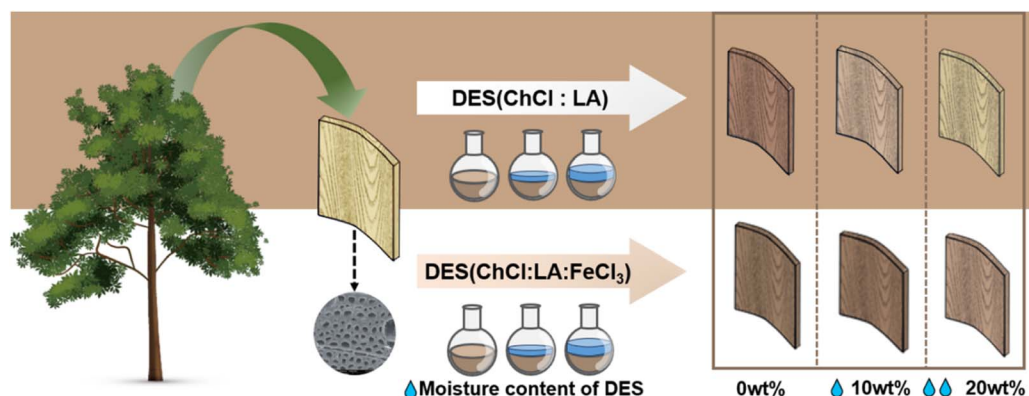 DES(ChCl : LA)
DES(ChCl:LA:FeCl₃)
Moisture content of DES
0wt%
10wt%
20wt%